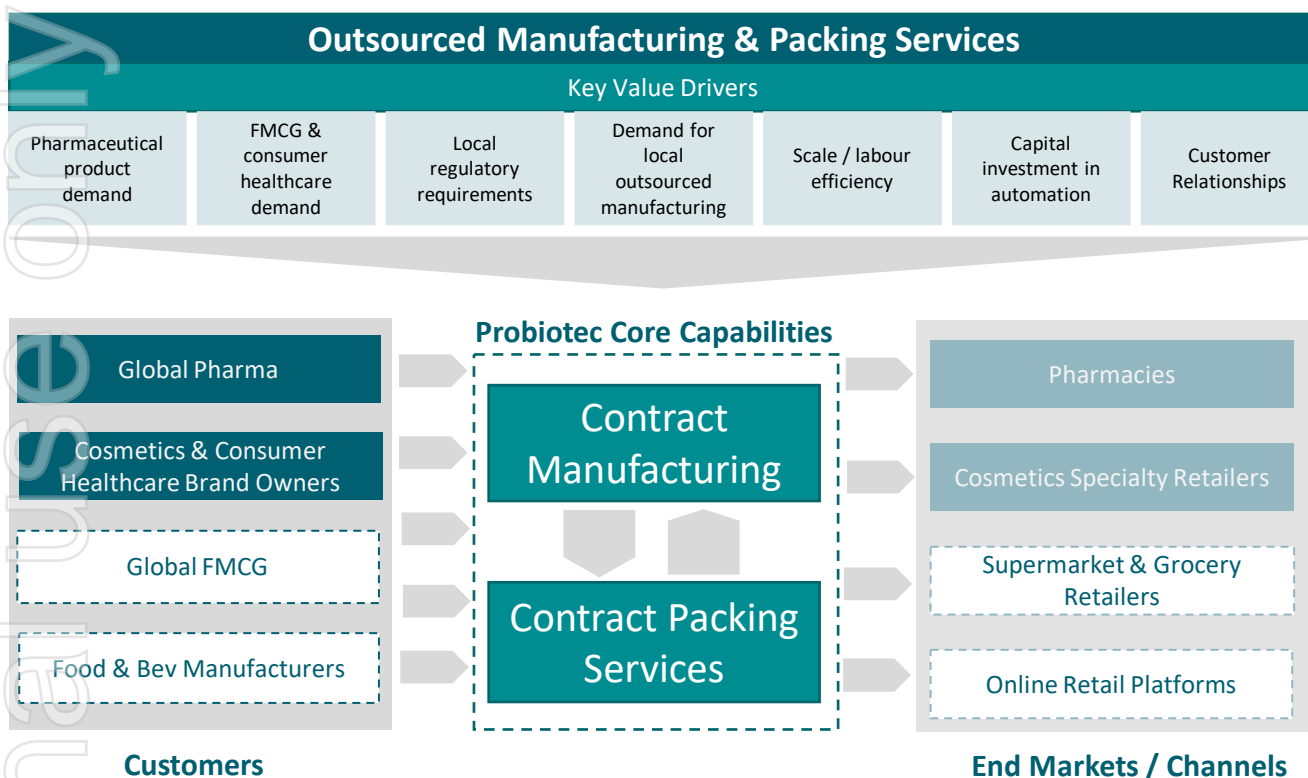 Outsourced Manufacturing & Packing Services
Key Value Drivers
Pharmaceutical
product
demand
FMCG &
consumer
healthcare
demand
Local
regulatory
requirements
Demand for
local
outsourced
manufacturing
Scale / labour
efficiency
Capital
investment in
automation
Customer
Relationships
Global Pharma
Cosmetics & Consumer
Healthcare Brand Owners
Global FMCG
Food & Bev Manufacturers
Customers
Probiotec Core Capabilities
Contract
Manufacturing
Contract Packing
Services
Pharmacies
Cosmetics Specialty Retailers
Supermarket & Grocery
Retailers
Online Retail Platforms
End Markets / Channels
nal use only